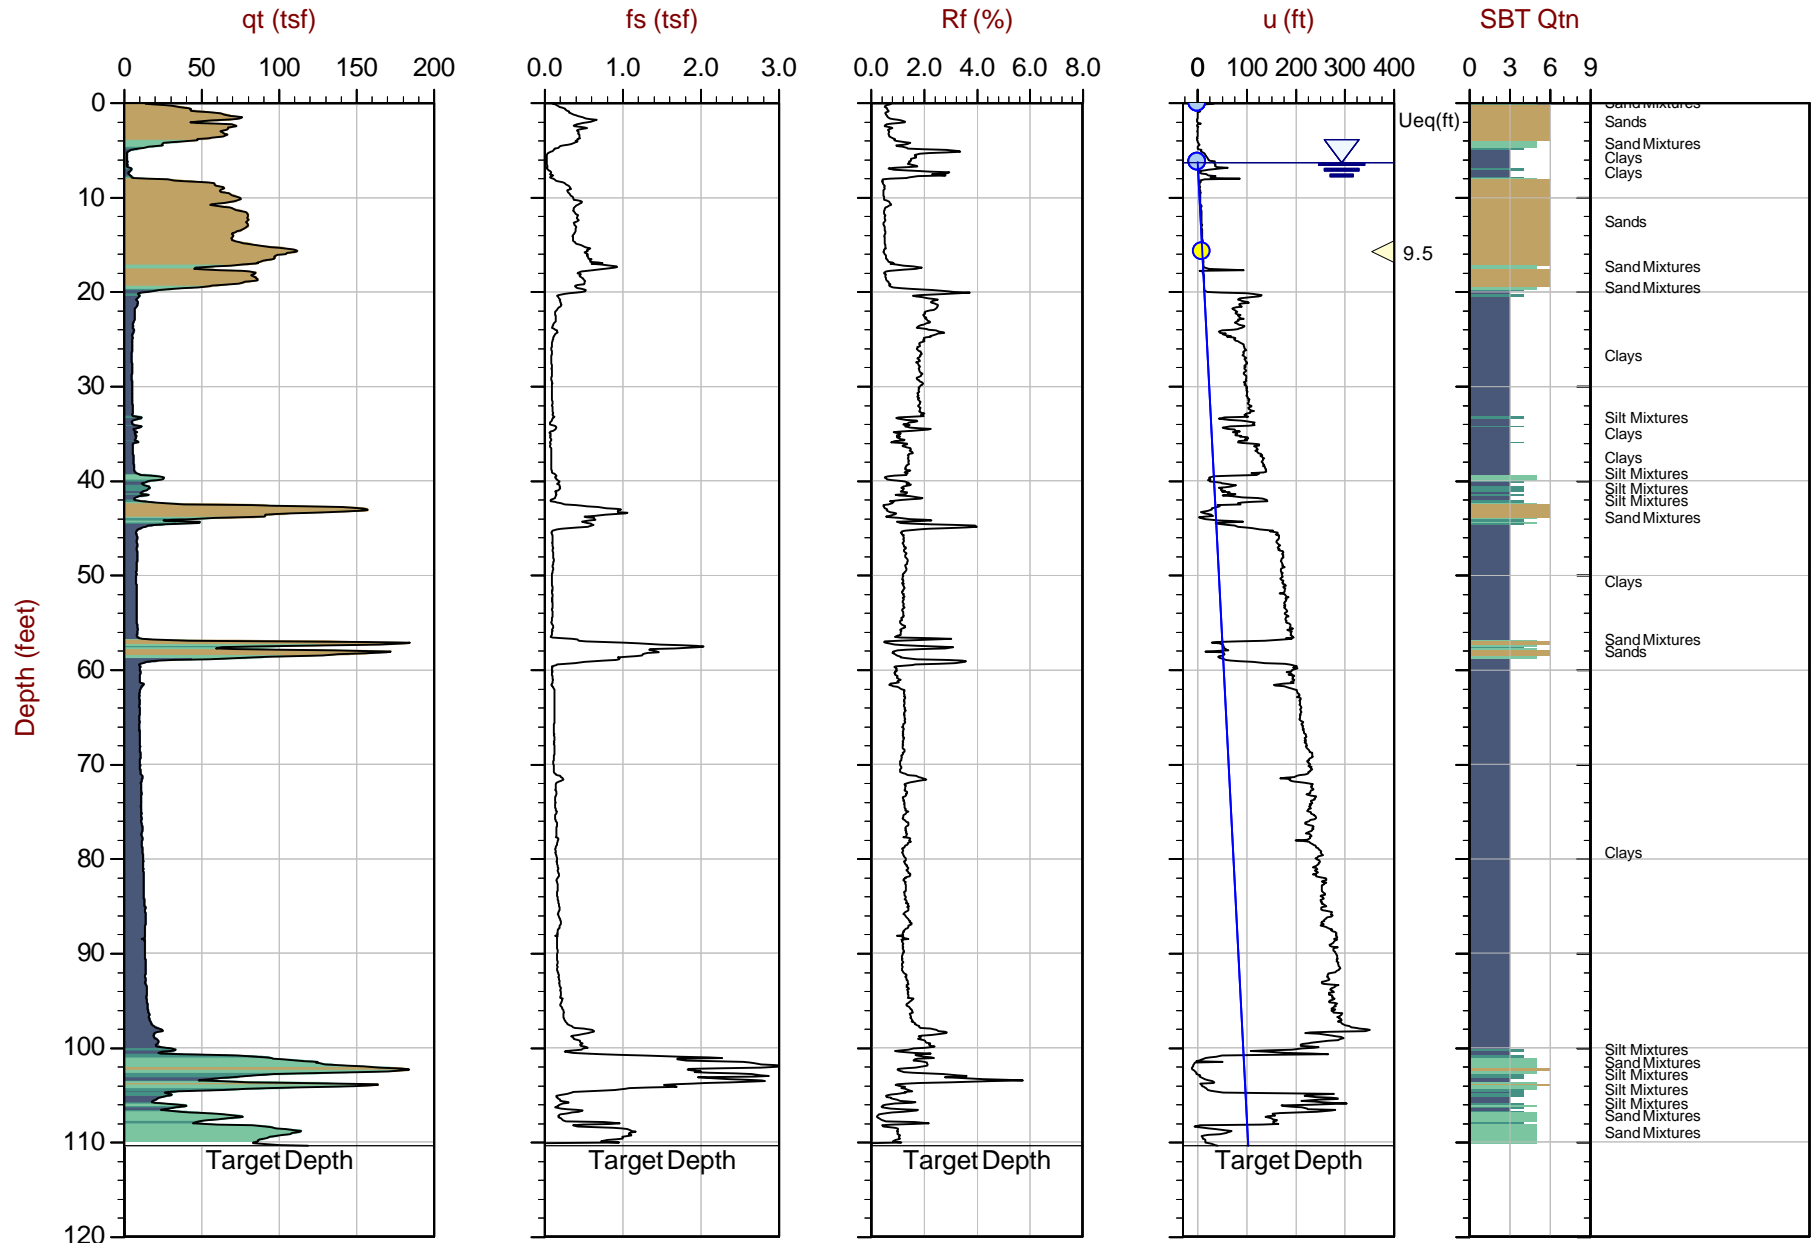 qt (tsf) fs (tsf) Rf (%) u (ft) SBT Qtn
0 50 100 150 200 0.0 1.0 2.0 3.0 0.0 2.0 4.0 6.0 8.0 0 100 200 300 400 0 3 6 9
0
Sand Mixtures
Ueq(ft)
Sands
Sand Mixtures
Clays
Clays
10
Sands
9.5
Sand Mixtures
Sand Mixtures
20
Clays
30
Silt Mixtures
Clays
Clays
Silt Mixtures
40
Silt Mixtures
Silt Mixtures
Sand Mixtures
50
Clays
Sand Mixtures
Sands
60
Depth (feet)
70
80
Clays
90
100
Silt Mixtures
Sand Mixtures
Silt Mixtures
Silt Mixtures
Silt Mixtures
Sand Mixtures
Sand Mixtures
110
Target Depth Target Depth Target Depth Target Depth
120